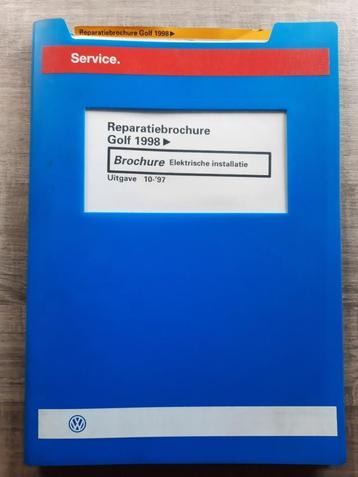 Reparatiebrochure Golf 1998 ▶
Service.
Reparatiebrochure
Golf 1998 ▶
Brochure Elektrische installatie
Uitgave 10-'97